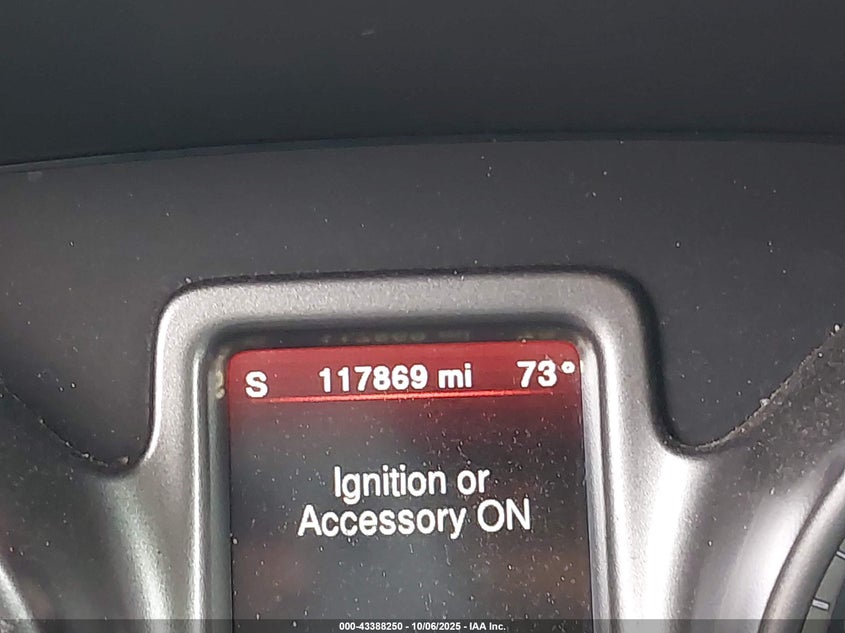 S 117869 mi 73°
Ignition or
Accessory ON
000-43388250 - 10/06/2025 - IAA Inc.